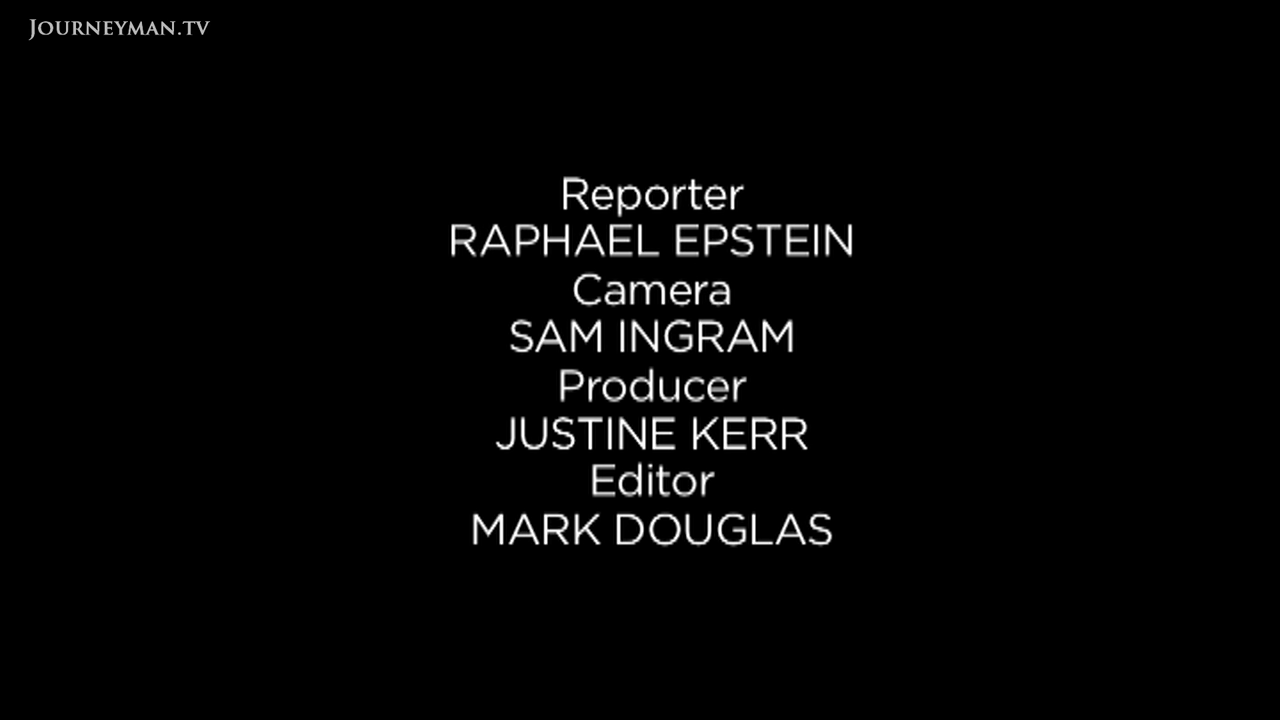 JOURNEYMAN.TV
Reporter
RAPHAEL EPSTEIN
Camera
SAM INGRAM
Producer
JUSTINE KERR
Editor
MARK DOUGLAS